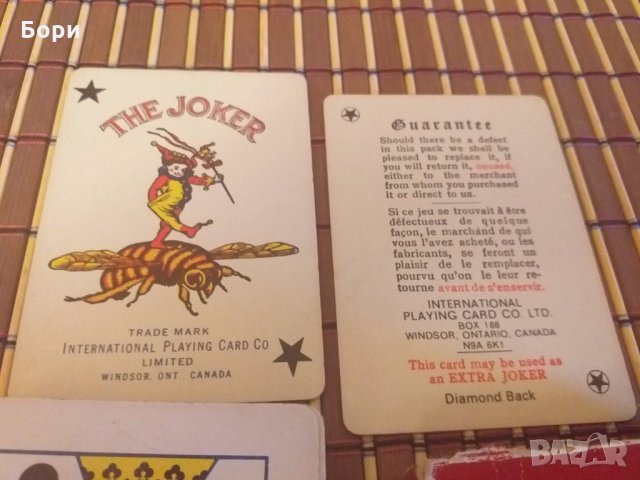 Бори
THE JOKER
TRADE MARK
INTERNATIONAL PLAYING CARD CO
LIMITED
WINDSOR, ONT. CANADA
Guarantee
Should there be a defect
in this pack we shall be
pleased to replace it, if
you will return it, unused,
either to the merchant
from whom you purchased
it or direct to us.
Si ce jeu se trouvait à être
défectueux de quelque
façon, le marchand de qui
vous l'avez acheté, ou les
fabricants, se feront un
plaisir de le remplacer,
pourvu qu'on le leur re-
tourne avant de s'enserviz.
INTERNATIONAL
PLAYING CARD CO. LTD.
BOX 188
WINDSOR, ONTARIO, CANADA
N9A 6K1
This card may be used as
an EXTRA JOKER
Diamond Back
BAZAR